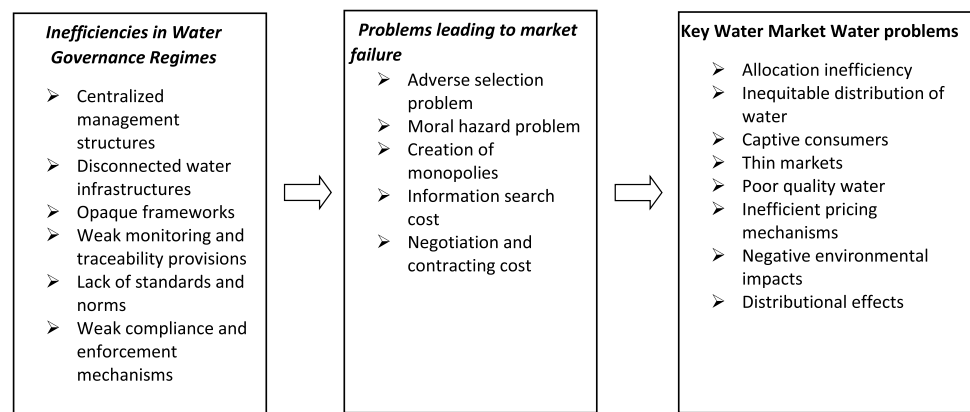 Inefficiencies in Water
Governance Regimes
➢ Centralized
management
structures
➢ Disconnected water
infrastructures
➢ Opaque frameworks
➢ Weak monitoring and
traceability provisions
➢ Lack of standards and
norms
➢ Weak compliance and
enforcement
mechanisms
Problems leading to market
failure
➢ Adverse selection
problem
➢ Moral hazard problem
➢ Creation of
monopolies
➢ Information search
cost
➢ Negotiation and
contracting cost
Key Water Market Water problems
➢ Allocation inefficiency
➢ Inequitable distribution of
water
➢ Captive consumers
➢ Thin markets
➢ Poor quality water
➢ Inefficient pricing
mechanisms
➢ Negative environmental
impacts
➢ Distributional effects